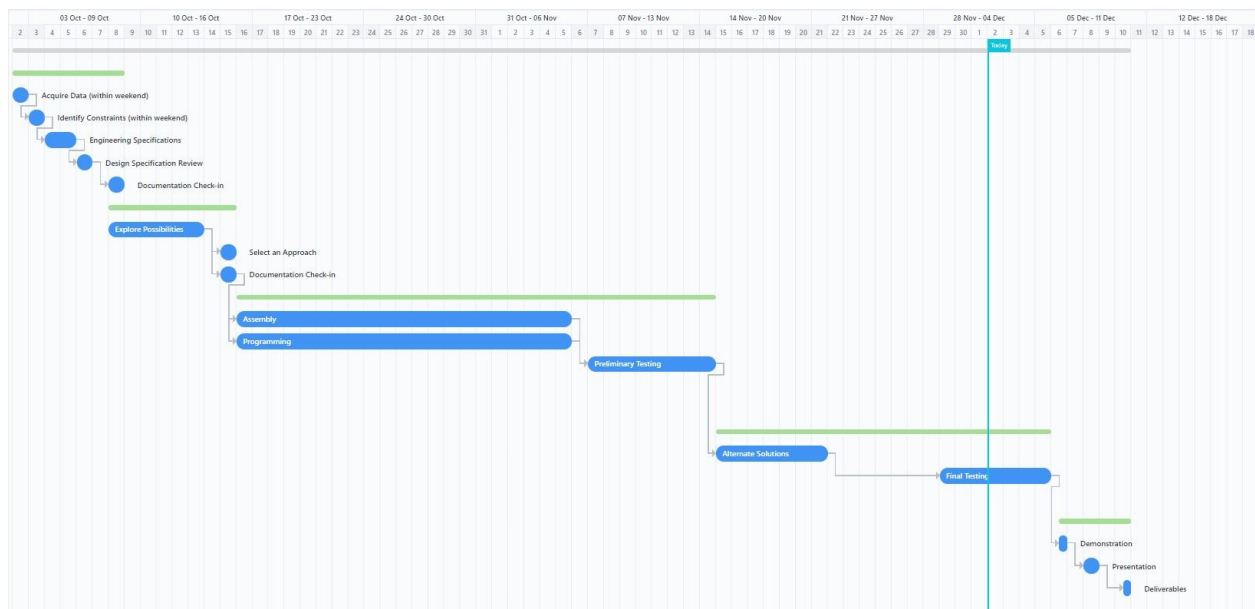 03 Oct - 09 Oct 10 Oct - 16 Oct 17 Oct - 23 Oct 24 Oct - 30 Oct 31 Oct - 06 Nov 07 Nov - 13 Nov 14 Nov - 20 Nov 21 Nov - 27 Nov 28 Nov - 04 Dec 05 Dec - 11 Dec 12 Dec - 18 Dec
2 3 4 5 6 7 8 9 10 11 12 13 14 15 16 17 18 19 20 21 22 23 24 25 26 27 28 29 30 31 1 2 3 4 5 6 7 8 9 10 11 12 13 14 15 16 17 18 19 20 21 22 23 24 25 26 27 28 29 30 1 2 3 4 5 6 7 8 9 10 11 12 13 14 15 16 17 18
Today
Acquire Data (within weekend)
Identify Constraints (within weekend)
Engineering Specifications
Design Specification Review
Documentation Check-in
Explore Possibilities
Select an Approach
Documentation Check-in
Assembly
Programming
Preliminary Testing
Alternate Solutions
Final Testing
Demonstration
Presentation
Deliverables